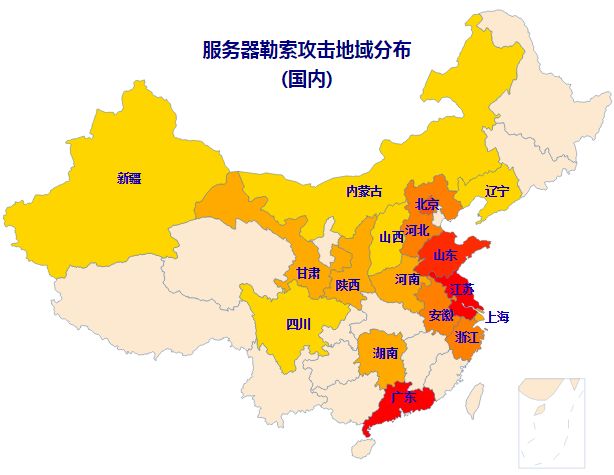 服务器勒索攻击地域分布
(国内)
新疆
内蒙古
辽宁
北京
山西
河北
山东
甘肃
陕西
河南
江苏
安徽
上海
四川
浙江
湖南
广东